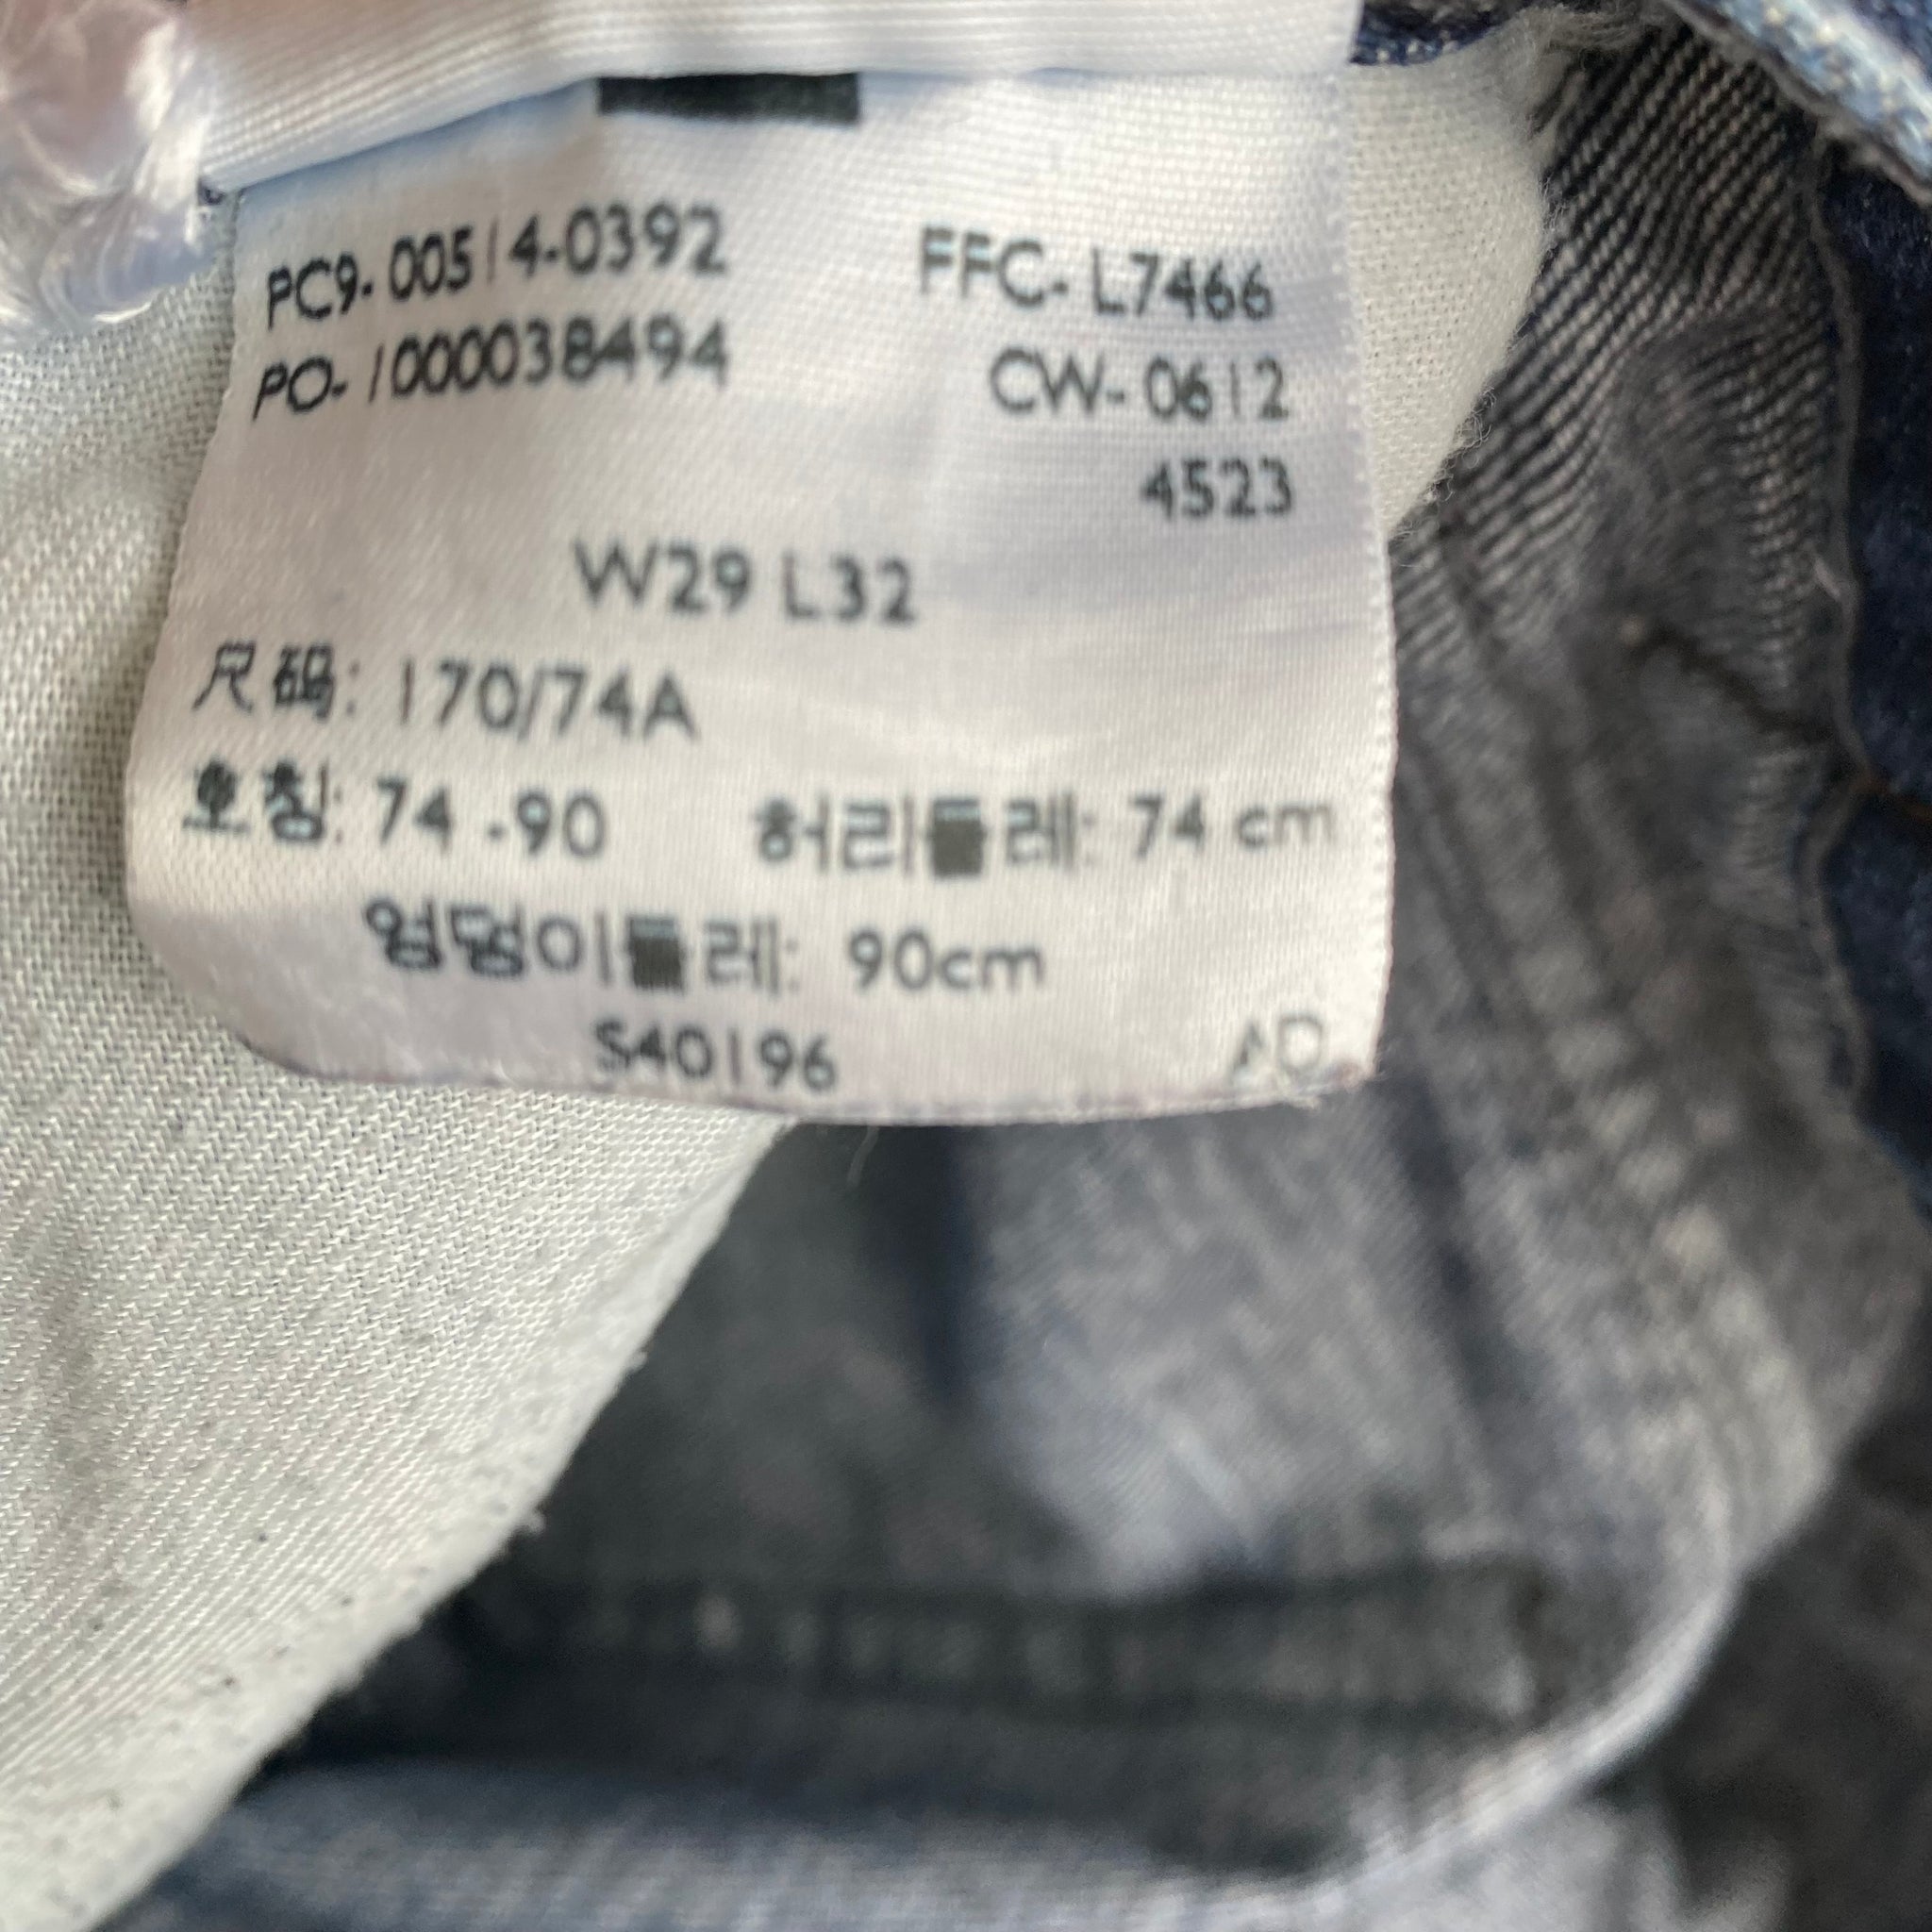 PC9- 00514-0392 FFC- L7466
PO- 1000038494 CW- 0612
4523
W29 L32
尺码: 170/74A
호칭: 74 -90 허리둘레: 74 cm
엉덩이둘레: 90cm
S40196 AD